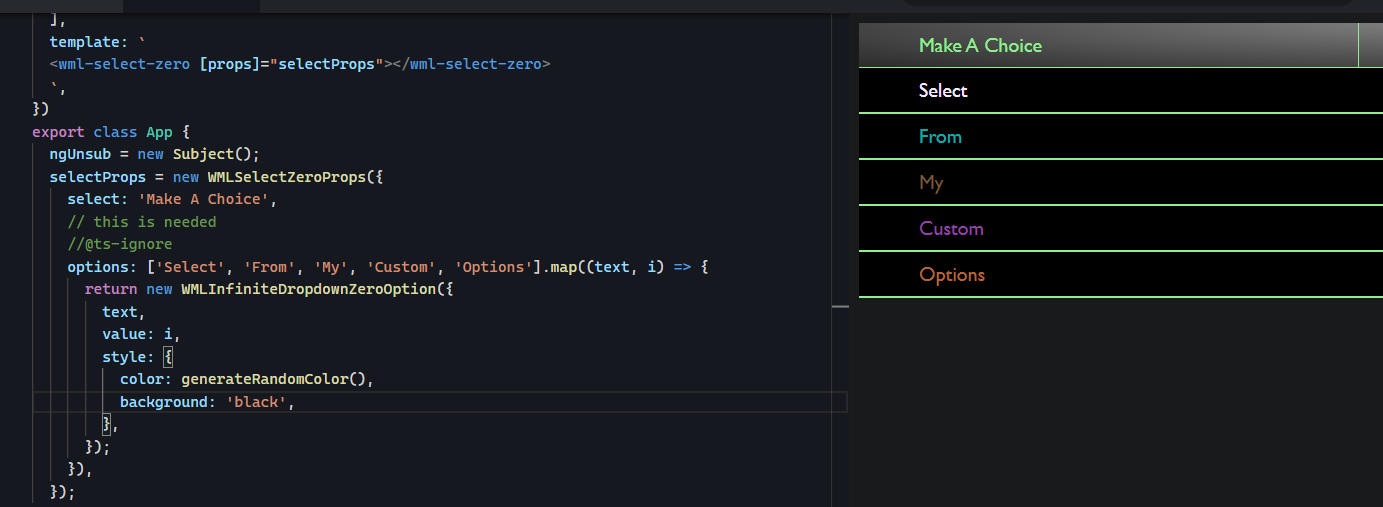 ],
template: `
<wml-select-zero [props]="selectProps"></wml-select-zero>
`,
})
export class App {
ngUnsub = new Subject();
selectProps = new WMLSelectZeroProps({
select: 'Make A Choice',
// this is needed
//@ts-ignore
options: ['Select', 'From', 'My', 'Custom', 'Options'].map((text, i) => {
return new WMLInfiniteDropdownZeroOption({
text,
value: i,
style: {
color: generateRandomColor(),
background: 'black',
},
});
}),
});
Make A Choice
Select
From
My
Custom
Options